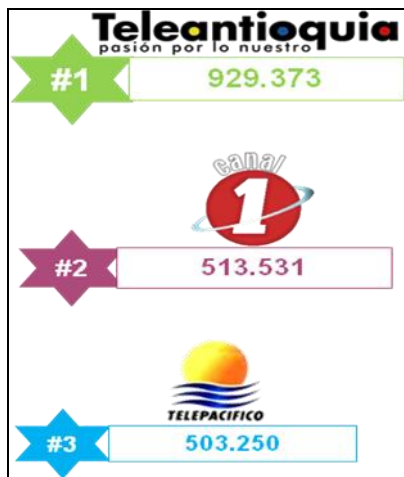 Teleantioquia
pasión por lo nuestro
#1 929.373
canal
1
#2 513.531
TELEPACIFICO
#3 503.250